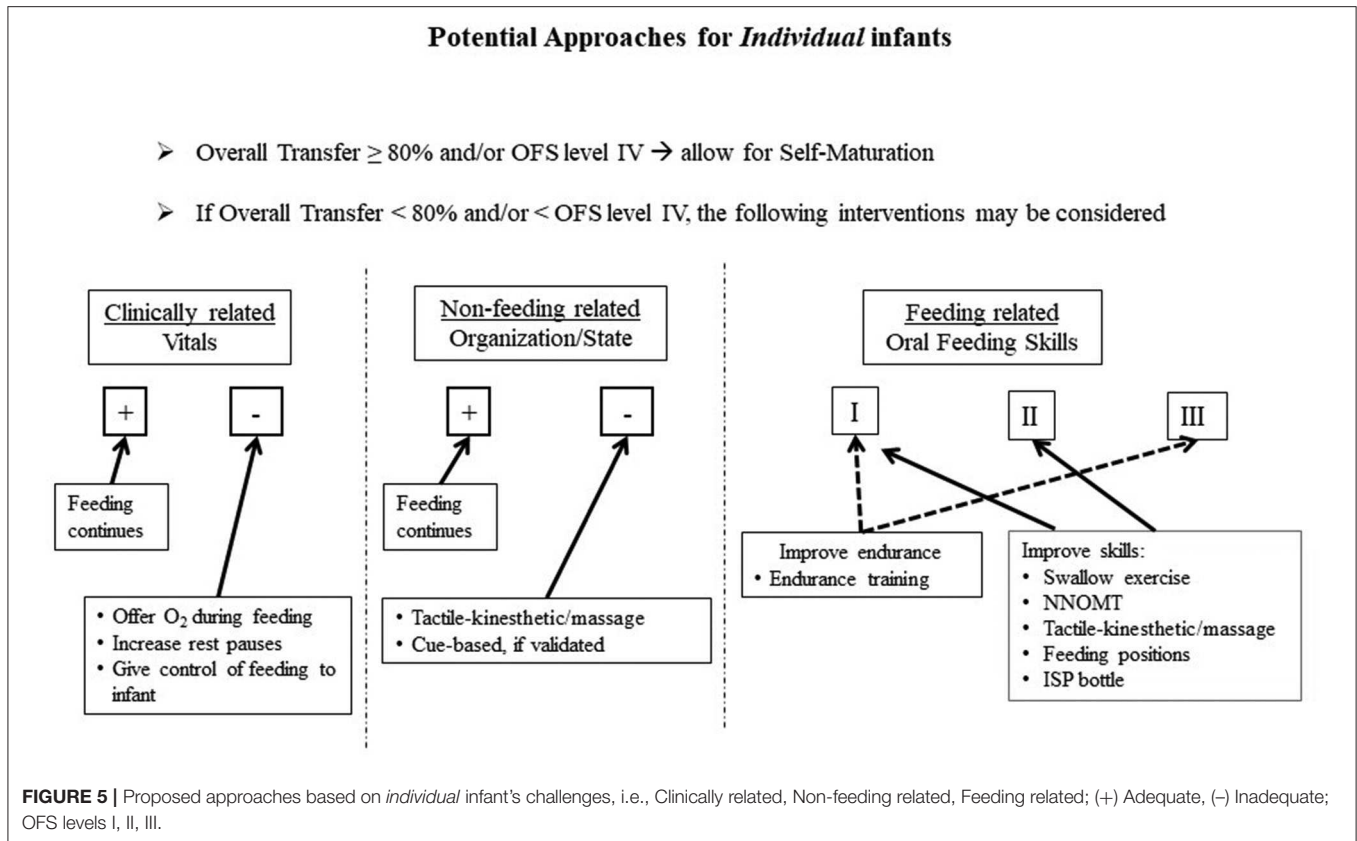 Potential Approaches for Individual infants
➢ Overall Transfer ≥ 80% and/or OFS level IV → allow for Self-Maturation
➢ If Overall Transfer < 80% and/or < OFS level IV, the following interventions may be considered
Clinically related
Vitals
+
-
Feeding
continues
• Offer O₂ during feeding
• Increase rest pauses
• Give control of feeding to
infant
Non-feeding related
Organization/State
+
-
Feeding
continues
• Tactile-kinesthetic/massage
• Cue-based, if validated
Feeding related
Oral Feeding Skills
I
II
III
Improve endurance
• Endurance training
Improve skills:
• Swallow exercise
• NNOMT
• Tactile-kinesthetic/massage
• Feeding positions
• ISP bottle
FIGURE 5 | Proposed approaches based on individual infant's challenges, i.e., Clinically related, Non-feeding related, Feeding related; (+) Adequate, (–) Inadequate;
OFS levels I, II, III.